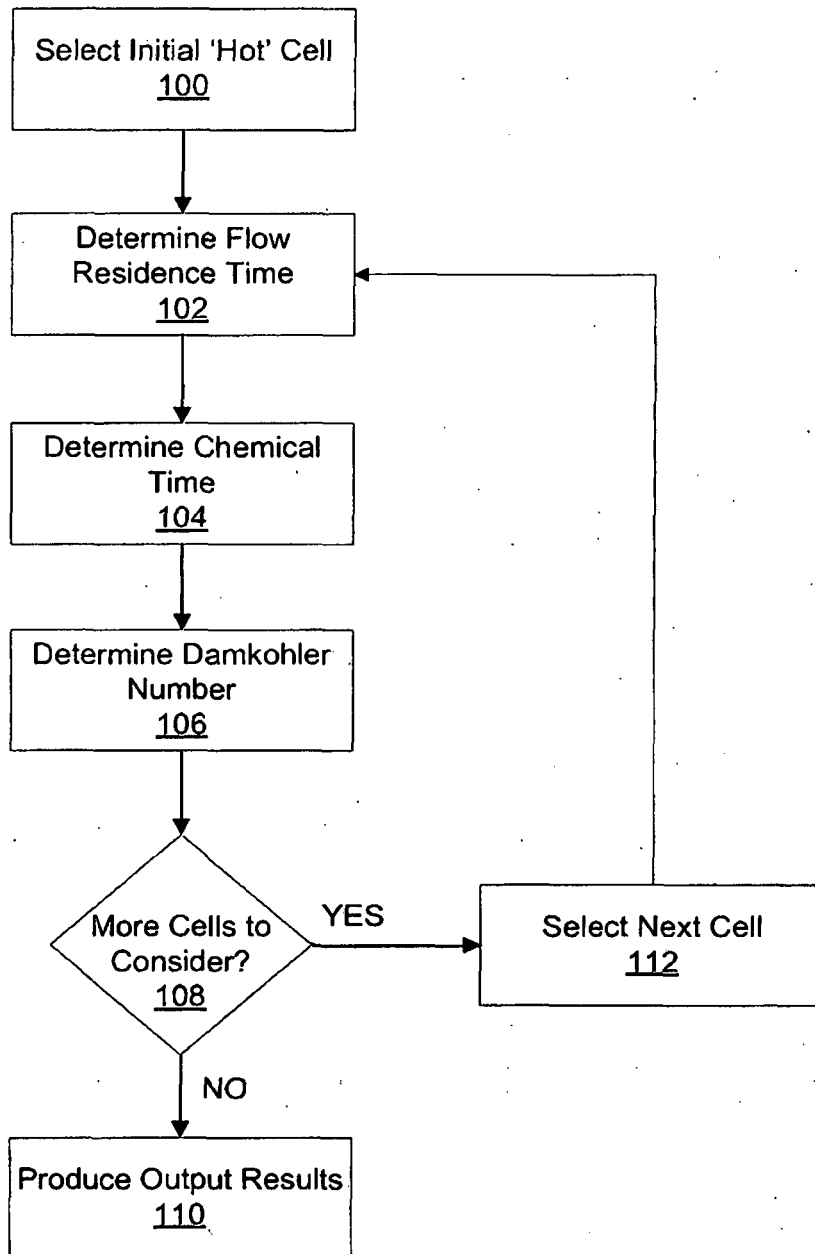 Select Initial 'Hot' Cell
100
Determine Flow
Residence Time
102
Determine Chemical
Time
104
Determine Damkohler
Number
106
More Cells to
Consider?
108
YES
Select Next Cell
112
NO
Produce Output Results
110